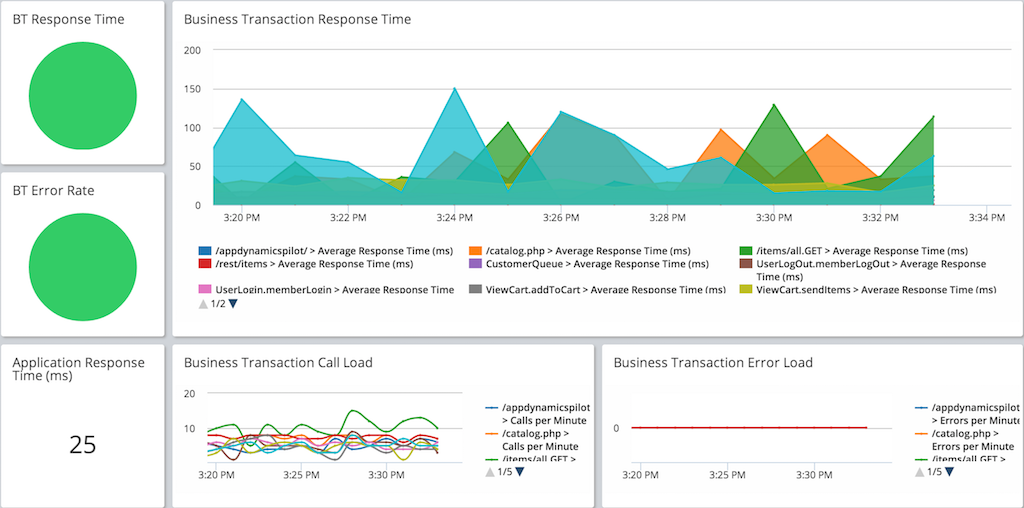 BT Response Time
Business Transaction Response Time
200
150
100
50
0
3:20 PM
3:22 PM
3:24 PM
3:26 PM
3:28 PM
3:30 PM
3:32 PM
3:34 PM
/appdynamicspilot/ > Average Response Time (ms)
/catalog.php > Average Response Time (ms)
/items/all.GET > Average Response Time (ms)
/rest/items > Average Response Time (ms)
CustomerQueue > Average Response Time (ms)
UserLogOut.memberLogOut > Average Response
Time (ms)
UserLogin.memberLogin > Average Response Time
ViewCart.addToCart > Average Response Time (ms)
ViewCart.sendItems > Average Response Time (ms)
1/2
BT Error Rate
Application Response
Time (ms)
25
Business Transaction Call Load
20
10
3:20 PM
3:25 PM
3:30 PM
/appdynamicspilot
> Calls per Minute
/catalog.php >
Calls per Minute
/items/all.GET >
1/5
Business Transaction Error Load
0
3:20 PM
3:25 PM
3:30 PM
/appdynamicspilot
> Errors per Minute
/catalog.php >
Errors per Minute
/items/all.GET >
1/5